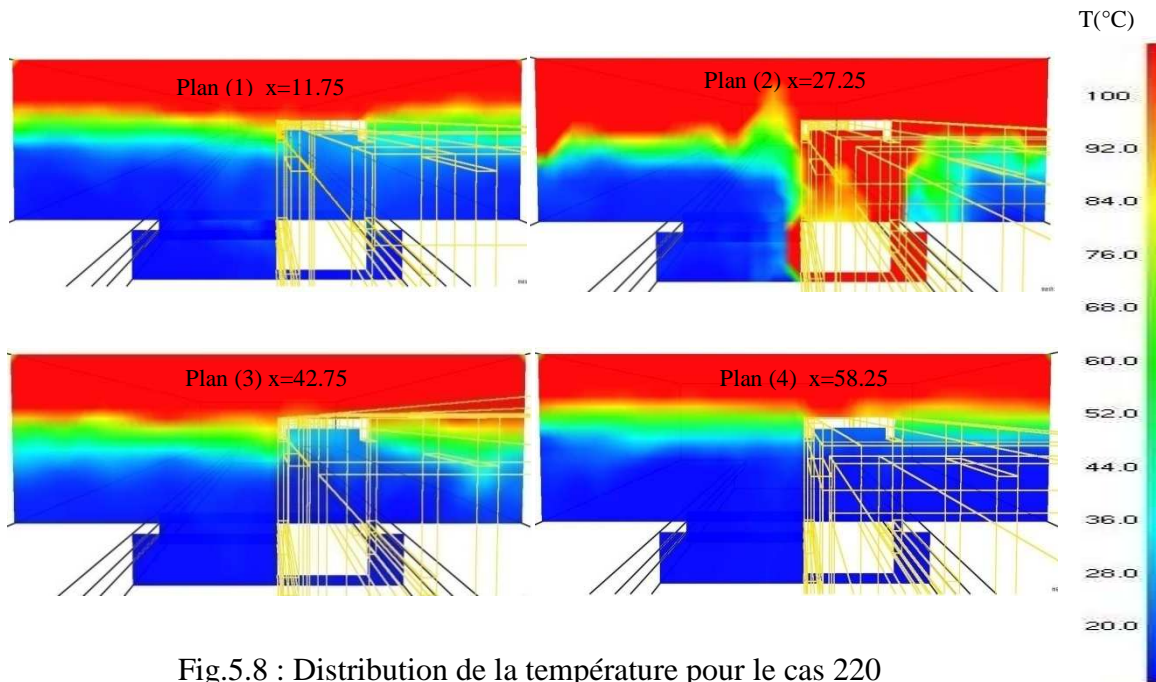 T(°C)
Plan (1) x=11.75
Plan (2) x=27.25
Plan (3) x=42.75
Plan (4) x=58.25
100.
92.0
84.0
76.0
68.0
60.0
52.0
44.0
36.0
28.0
20.0
Fig.5.8 : Distribution de la température pour le cas 220